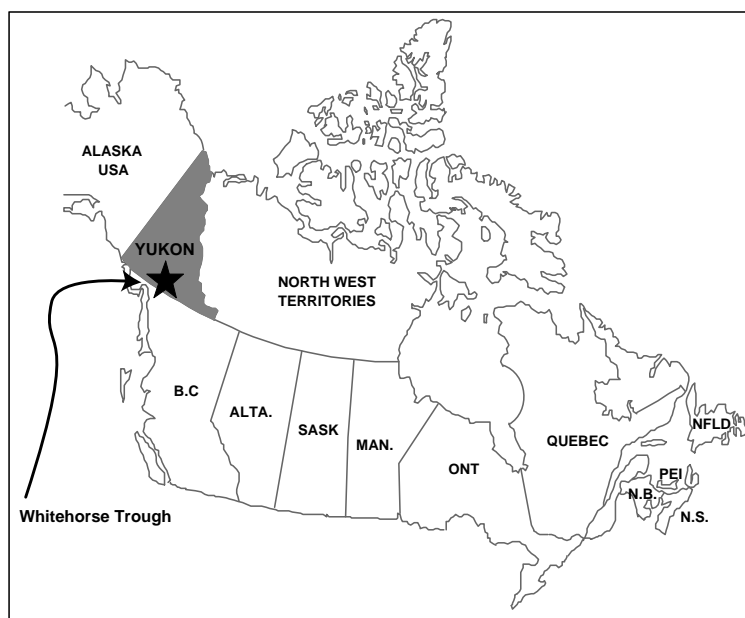 ALASKA
USA
YUKON
NORTH WEST
TERRITORIES
B.C
ALTA.
SASK
MAN.
ONT
QUEBEC
NFLD
PEI
N.B.
N.S.
Whitehorse Trough